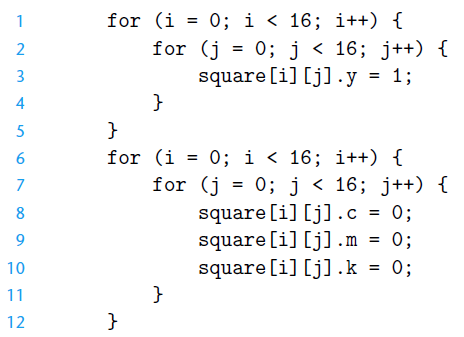 1 for (i = 0; i < 16; i++) {
2 for (j = 0; j < 16; j++) {
3 square[i][j].y = 1;
4 }
5 }
6 for (i = 0; i < 16; i++) {
7 for (j = 0; j < 16; j++) {
8 square[i][j].c = 0;
9 square[i][j].m = 0;
10 square[i][j].k = 0;
11 }
12 }